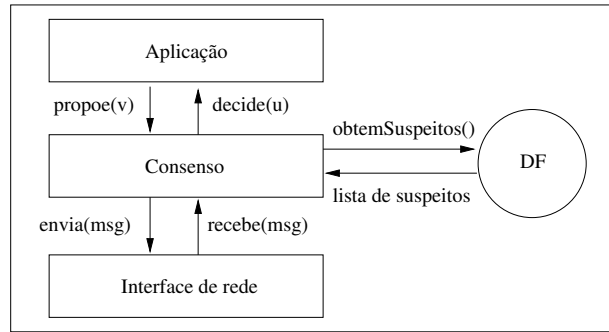 Aplicação
propoe(v)
decide(u)
obtemSuspeitos()
Consenso
DF
lista de suspeitos
envia(msg)
recebe(msg)
Interface de rede